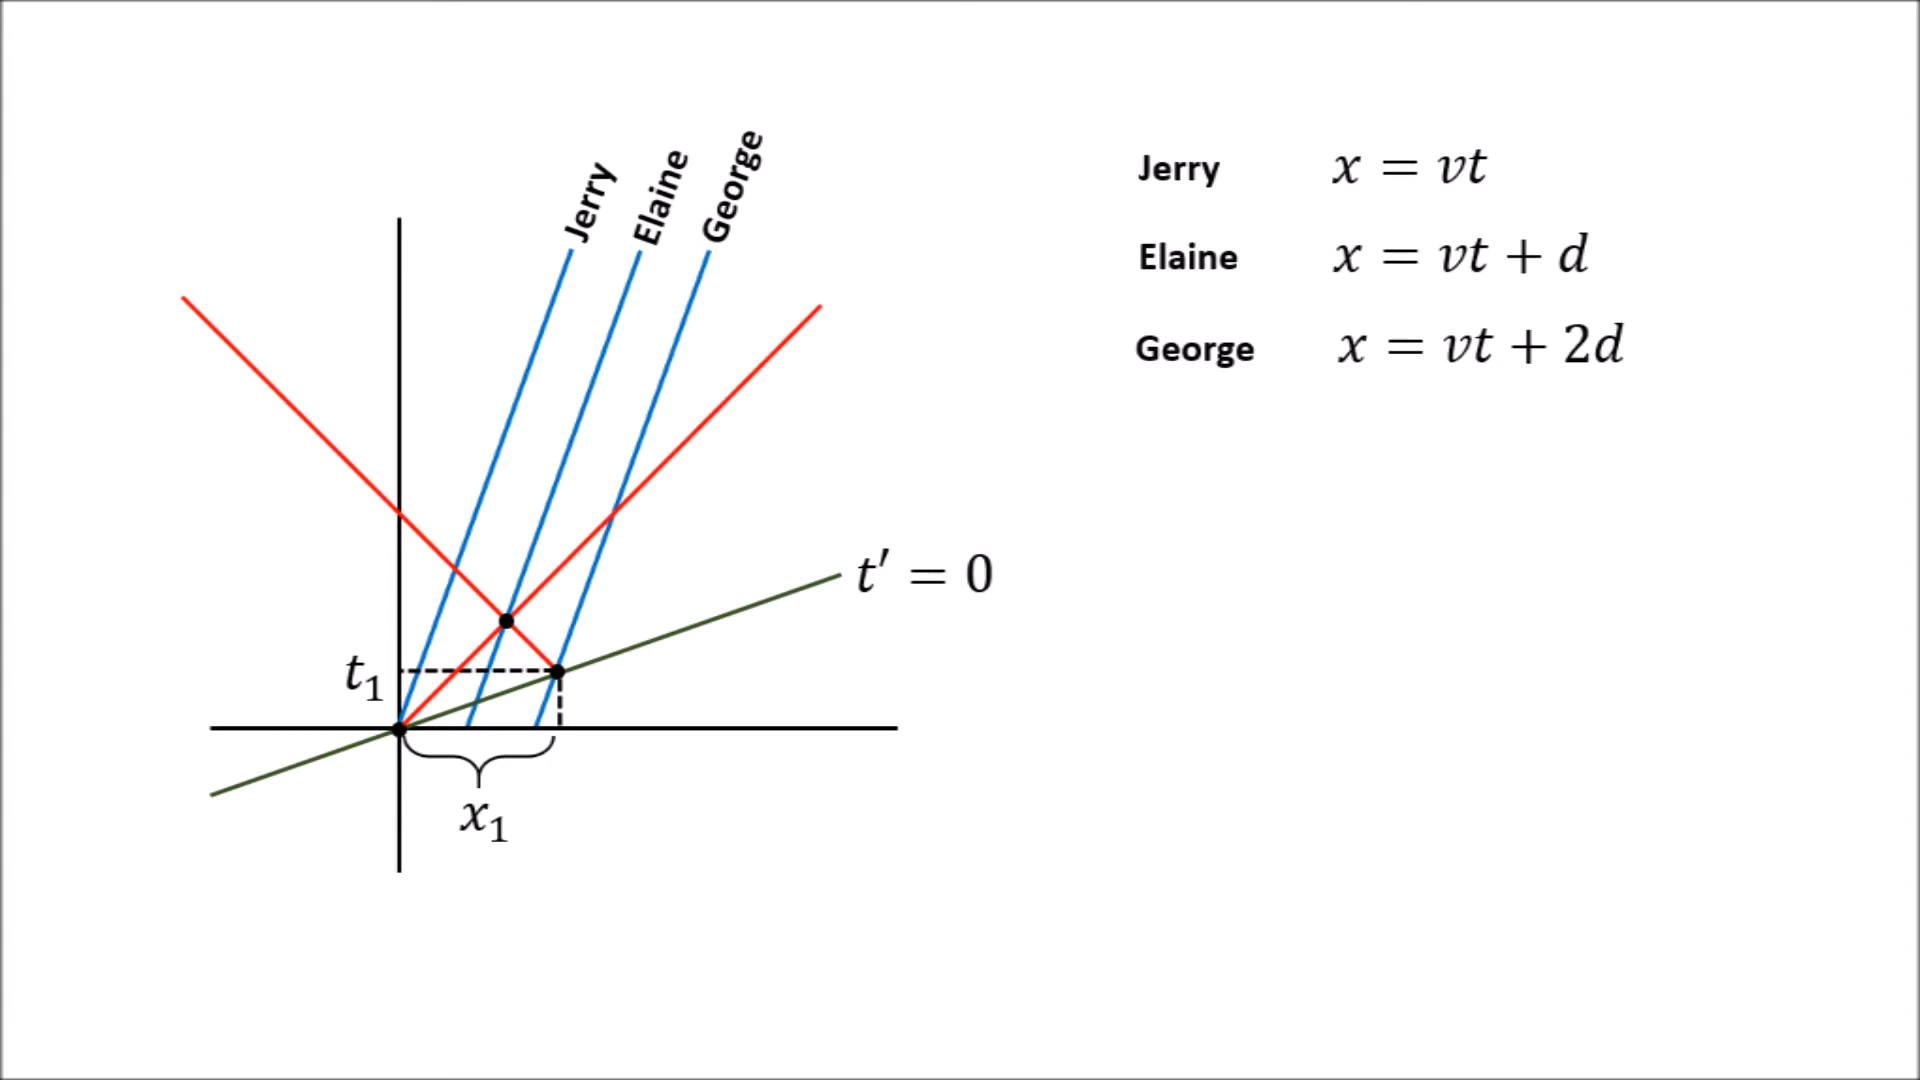 Jerry
Elaine
George
t′ = 0
t₁
x₁
Jerry x = vt
Elaine x = vt + d
George x = vt + 2d